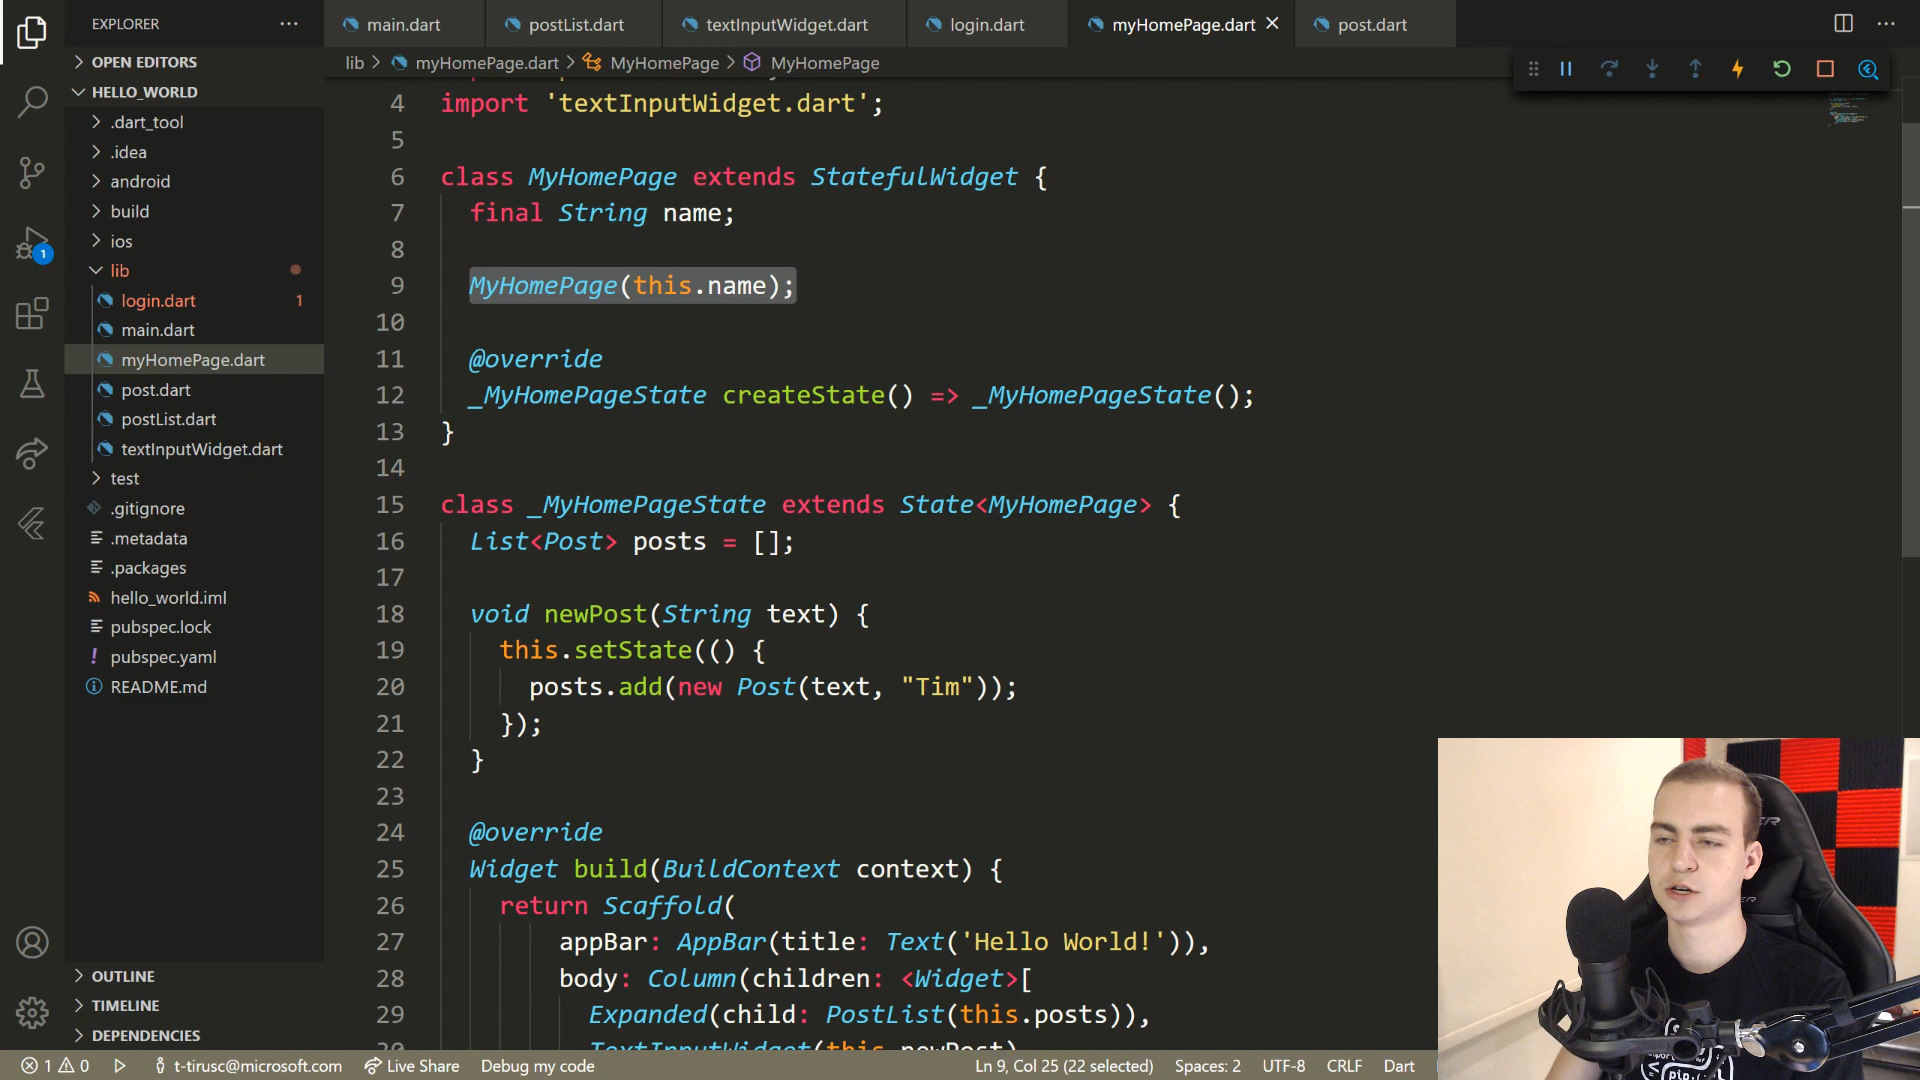 EXPLORER
main.dart
postList.dart
textInputWidget.dart
login.dart
myHomePage.dart
post.dart
OPEN EDITORS
lib
myHomePage.dart
MyHomePage
MyHomePage
HELLO_WORLD
.dart_tool
.idea
android
build
ios
lib
login.dart 1
main.dart
myHomePage.dart
post.dart
postList.dart
textInputWidget.dart
test
.gitignore
.metadata
.packages
hello_world.iml
pubspec.lock
pubspec.yaml
README.md
OUTLINE
TIMELINE
DEPENDENCIES
1
4 import 'textInputWidget.dart';
5
6 class MyHomePage extends StatefulWidget {
7 final String name;
8
9 MyHomePage(this.name);
10
11 @override
12 _MyHomePageState createState() => _MyHomePageState();
13 }
14
15 class _MyHomePageState extends State<MyHomePage> {
16 List<Post> posts = [];
17
18 void newPost(String text) {
19 this.setState(() {
20 posts.add(new Post(text, "Tim"));
21 });
22 }
23
24 @override
25 Widget build(BuildContext context) {
26 return Scaffold(
27 appBar: AppBar(title: Text('Hello World!')),
28 body: Column(children: <Widget>[
29 Expanded(child: PostList(this.posts)),
30 TextInputWidget(this.newPost)
1 0 t-tirusc@microsoft.com Live Share Debug my code Ln 9, Col 25 (22 selected) Spaces: 2 UTF-8 CRLF Dart